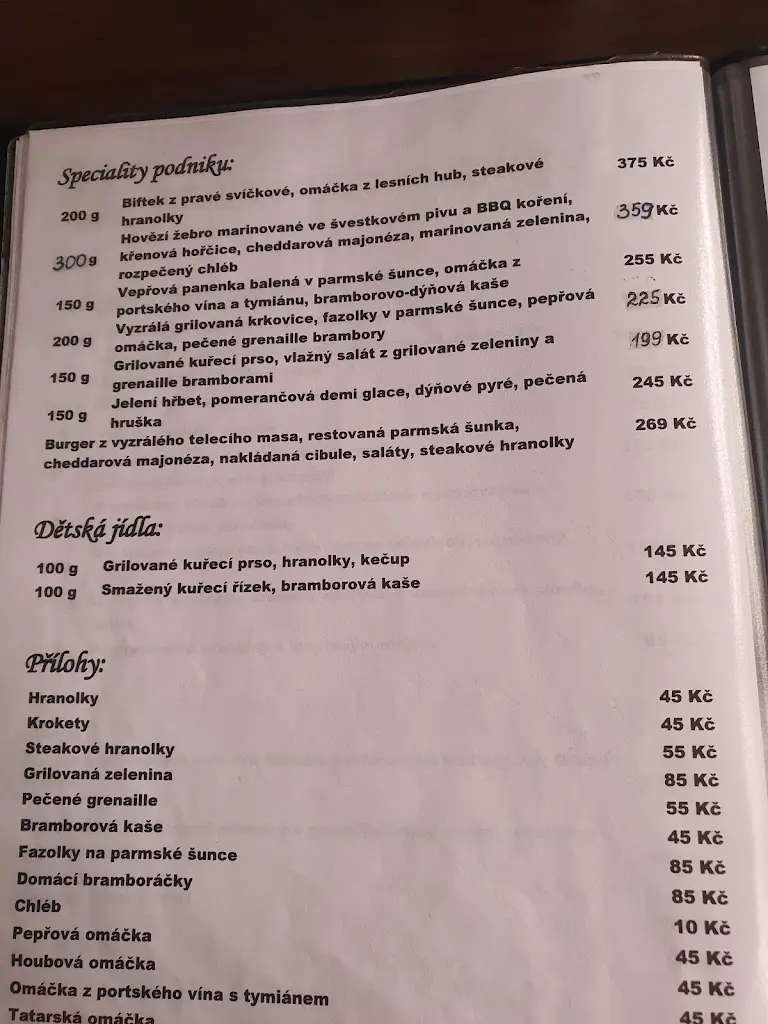 Speciality podniku:
200 g Biftek z pravé svíčkové, omáčka z lesních hub, steakové 375 Kč
hranolky
300g Hovězí žebro marinované ve švestkovém pivu a BBQ koření, 359 Kč
křenová hořčice, cheddarová majonéza, marinovaná zelenina,
rozpečený chléb
150 g Vepřová panenka balená v parmské šunce, omáčka z 255 Kč
portského vína a tymiánu, bramborovo-dýňová kaše
200 g Vyzrálá grilovaná krkovice, fazolky v parmské šunce, pepřová 225 Kč
omáčka, pečené grenaille brambory
150 g Grilované kuřecí prso, vlažný salát z grilované zeleniny a 199 Kč
grenaille bramborami
150 g Jelení hřbet, pomerančová demi glace, dýňové pyré, pečená 245 Kč
hruška
Burger z vyzrálého telecího masa, restovaná parmská šunka, 269 Kč
cheddarová majonéza, nakládaná cibule, saláty, steakové hranolky
Dětská jídla:
100 g Grilované kuřecí prso, hranolky, kečup 145 Kč
100 g Smažený kuřecí řízek, bramborová kaše 145 Kč
Přílohy:
Hranolky 45 Kč
Krokety 45 Kč
Steakové hranolky 55 Kč
Grilovaná zelenina 85 Kč
Pečené grenaille 55 Kč
Bramborová kaše 45 Kč
Fazolky na parmské šunce 85 Kč
Domácí bramboráčky 85 Kč
Chléb 10 Kč
Pepřová omáčka 45 Kč
Houbová omáčka 45 Kč
Omáčka z portského vína s tymiánem 45 Kč
Tatarská omáčka